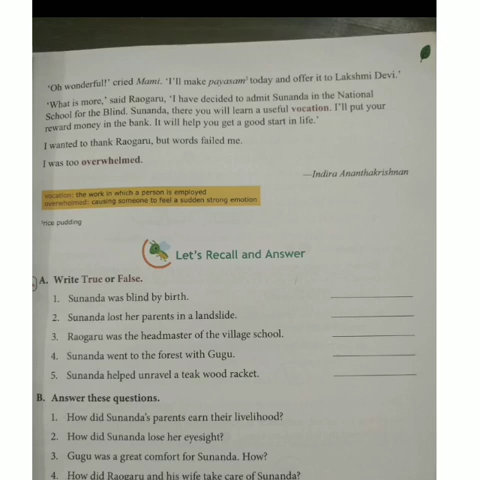 ‘Oh wonderful!’ cried Mami. ‘I’ll make payasam¹ today and offer it to Lakshmi Devi.’
‘What is more,’ said Raogaru, ‘I have decided to admit Sunanda in the National
School for the Blind. Sunanda, there you will learn a useful vocation. I’ll put your
reward money in the bank. It will help you get a good start in life.’
I wanted to thank Raogaru, but words failed me.
I was too overwhelmed.
—Indira Ananthakrishnan
vocation: the work in which a person is employed
overwhelmed: causing someone to feel a sudden strong emotion
¹rice pudding
Let’s Recall and Answer
A. Write True or False.
1. Sunanda was blind by birth.
2. Sunanda lost her parents in a landslide.
3. Raogaru was the headmaster of the village school.
4. Sunanda went to the forest with Gugu.
5. Sunanda helped unravel a teak wood racket.
B. Answer these questions.
1. How did Sunanda’s parents earn their livelihood?
2. How did Sunanda lose her eyesight?
3. Gugu was a great comfort for Sunanda. How?
4. How did Raogaru and his wife take care of Sunanda?